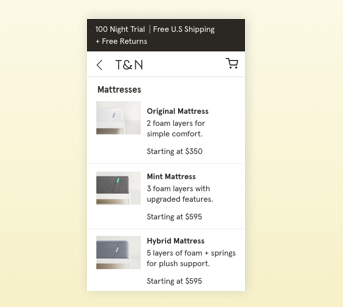 100 Night Trial | Free U.S Shipping
+ Free Returns
T&N
Mattresses
Original Mattress
2 foam layers for
simple comfort.
Starting at $350
Mint Mattress
3 foam layers with
upgraded features.
Starting at $595
Hybrid Mattress
5 layers of foam + springs
for plush support.
Starting at $595